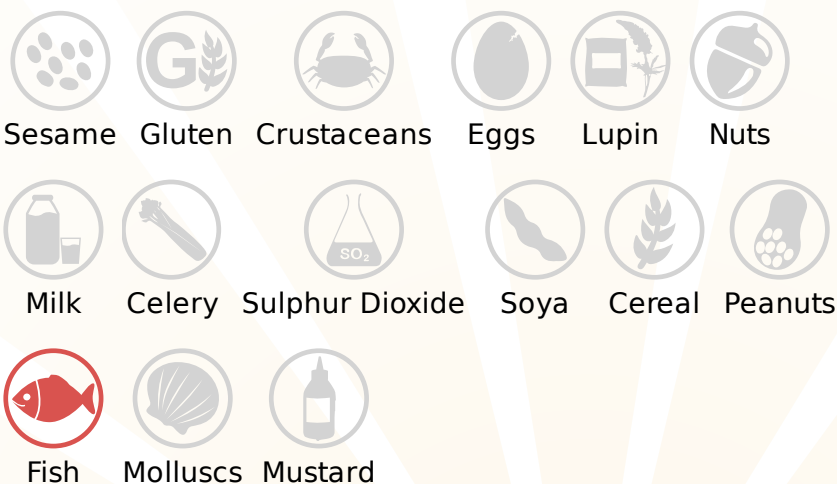 G
Sesame Gluten Crustaceans Eggs Lupin Nuts
SO₂
Milk Celery Sulphur Dioxide Soya Cereal Peanuts
Fish Molluscs Mustard